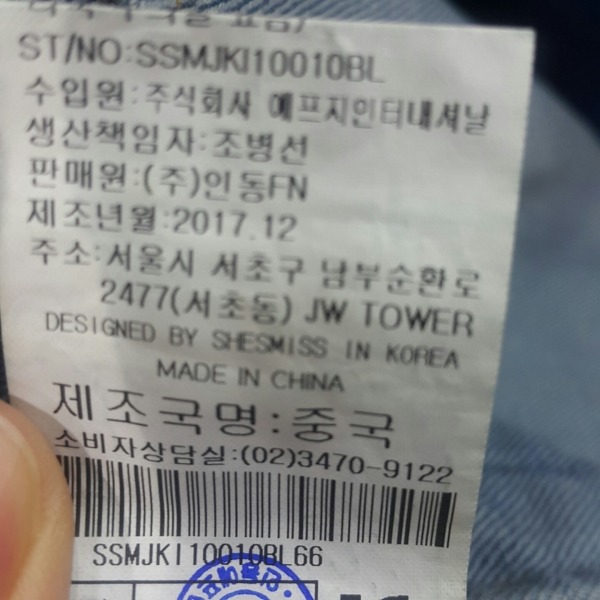 ST/NO:SSMJKI10010BL
수입원:주식회사 에프지인터내셔날
생산책임자:조병선
판매원:(주)인동FN
제조년월:2017.12
주소:서울시 서초구 남부순환로
2477(서초동) JW TOWER
DESIGNED BY SHESMISS IN KOREA
MADE IN CHINA
제조국명:중국
소비자상담실:(02)3470-9122
SSMJKI10010BL66